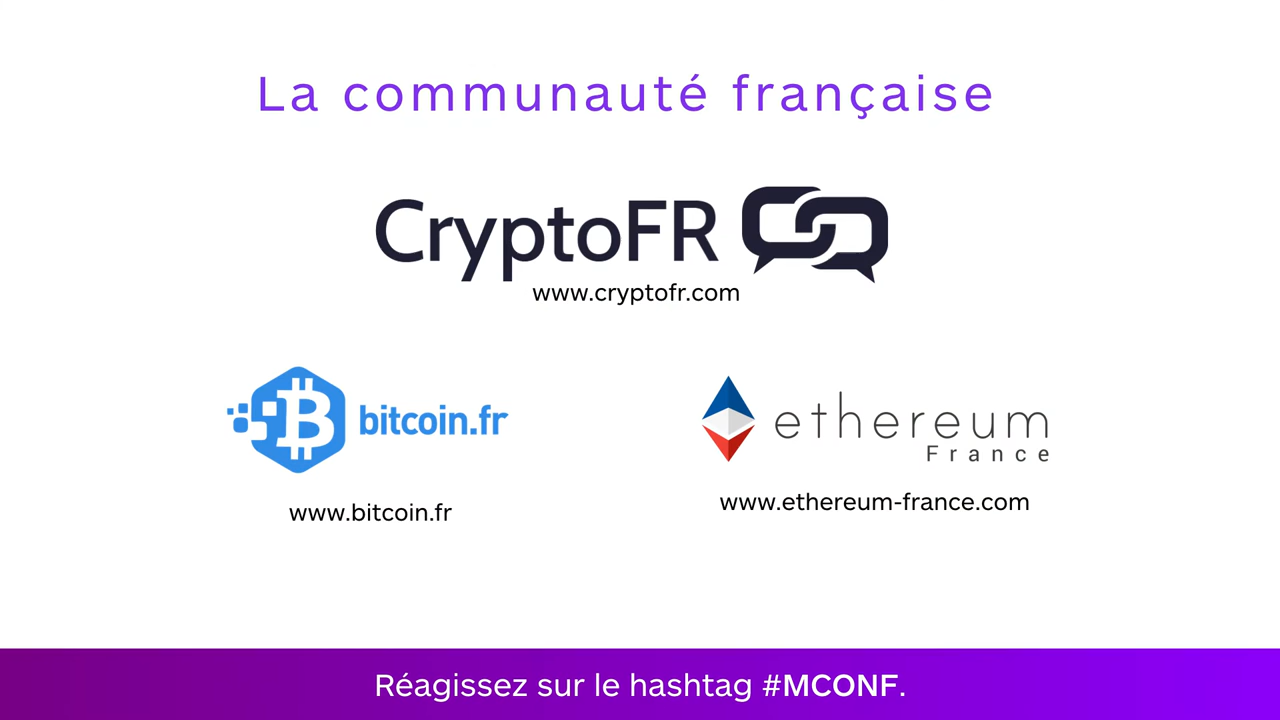 La communauté française
CryptoFR
www.cryptofr.com
bitcoin.fr
www.bitcoin.fr
ethereum
France
www.ethereum-france.com
Réagissez sur le hashtag #MCONF.